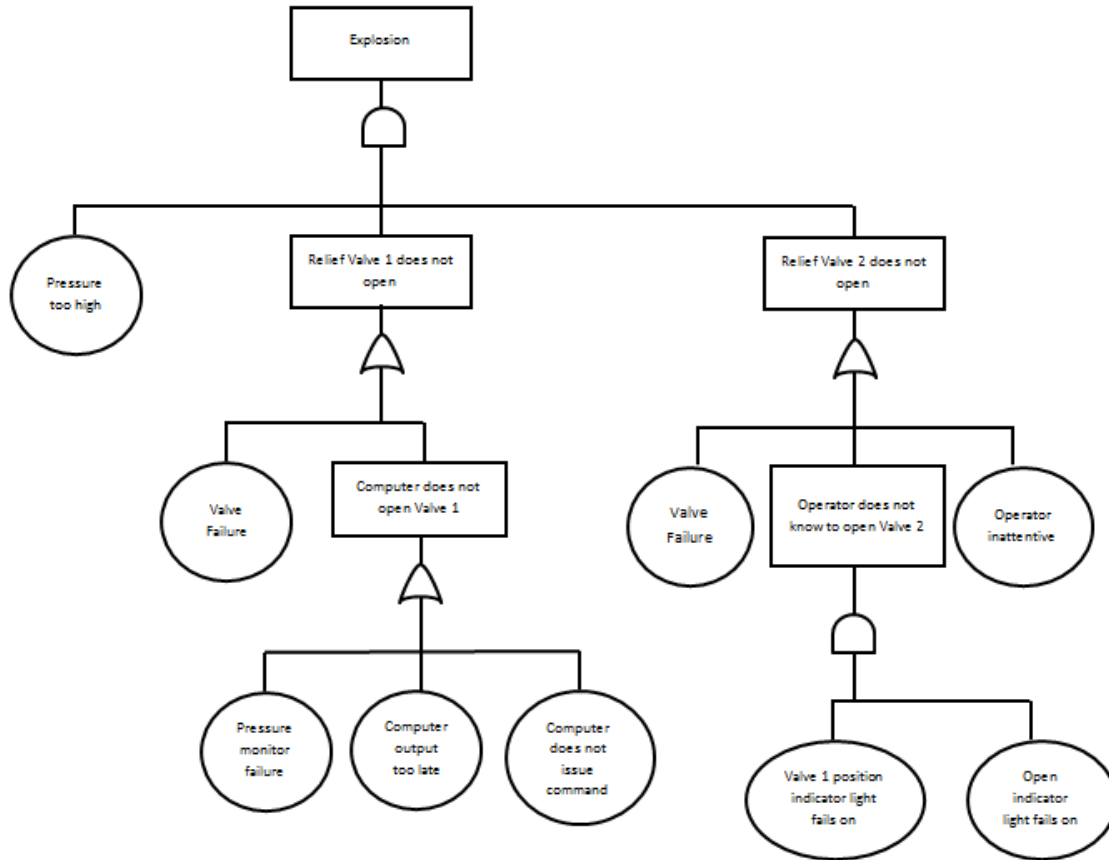 Explosion
Pressure
too high
Relief Valve 1 does not
open
Relief Valve 2 does not
open
Valve
Failure
Computer does not
open Valve 1
Valve
Failure
Operator does not
know to open Valve 2
Operator
inattentive
Pressure
monitor
failure
Computer
output
too late
Computer
does not
issue
command
Valve 1 position
indicator light
fails on
Open
indicator
light fails on